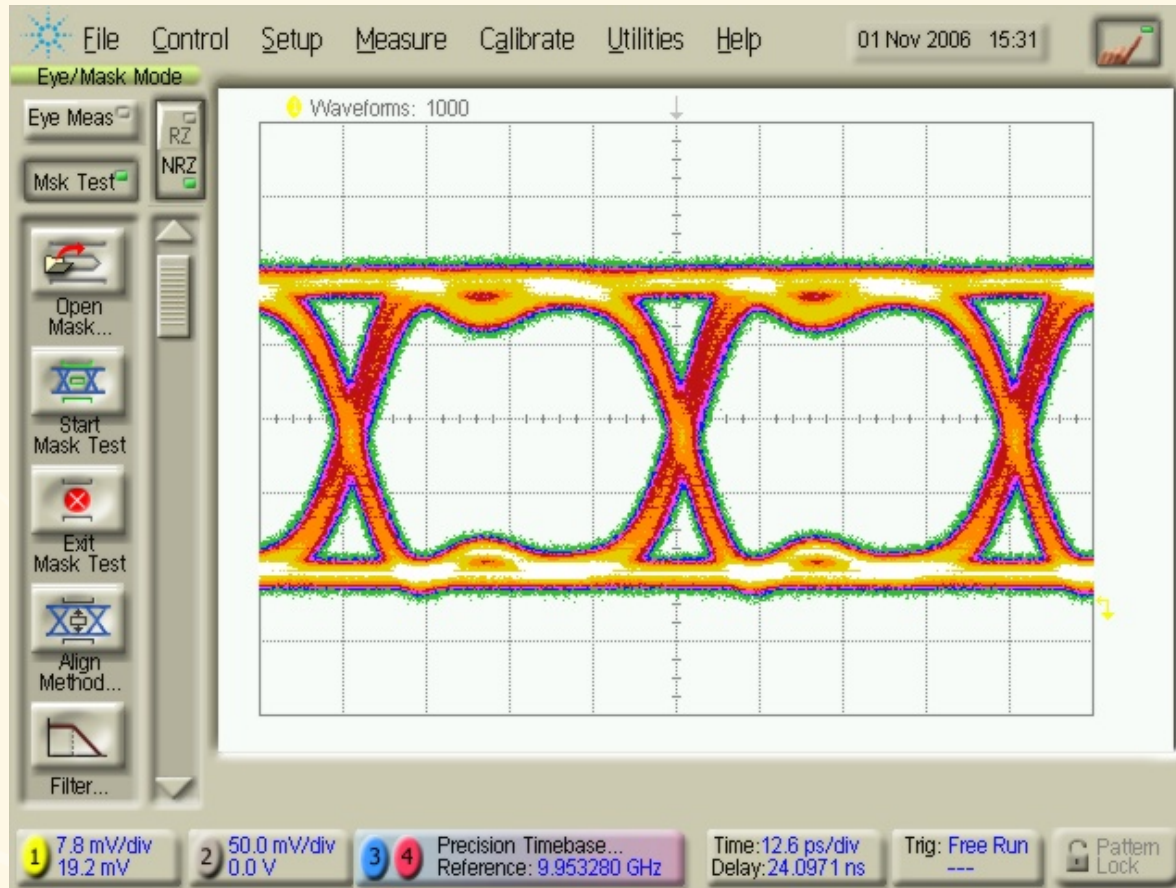 File Control Setup Measure Calibrate Utilities Help 01 Nov 2006 15:31
Eye/Mask Mode
Eye Meas
RZ
NRZ
Msk Test
1 Waveforms: 1000
Open
Mask...
Start
Mask Test
Exit
Mask Test
Align
Method...
Filter...
1 7.8 mV/div
19.2 mV
2 50.0 mV/div
0.0 V
3 4 Precision Timebase...
Reference: 9.953280 GHz
Time:12.6 ps/div
Delay:24.0971 ns
Trig: Free Run
---
Pattern
Lock